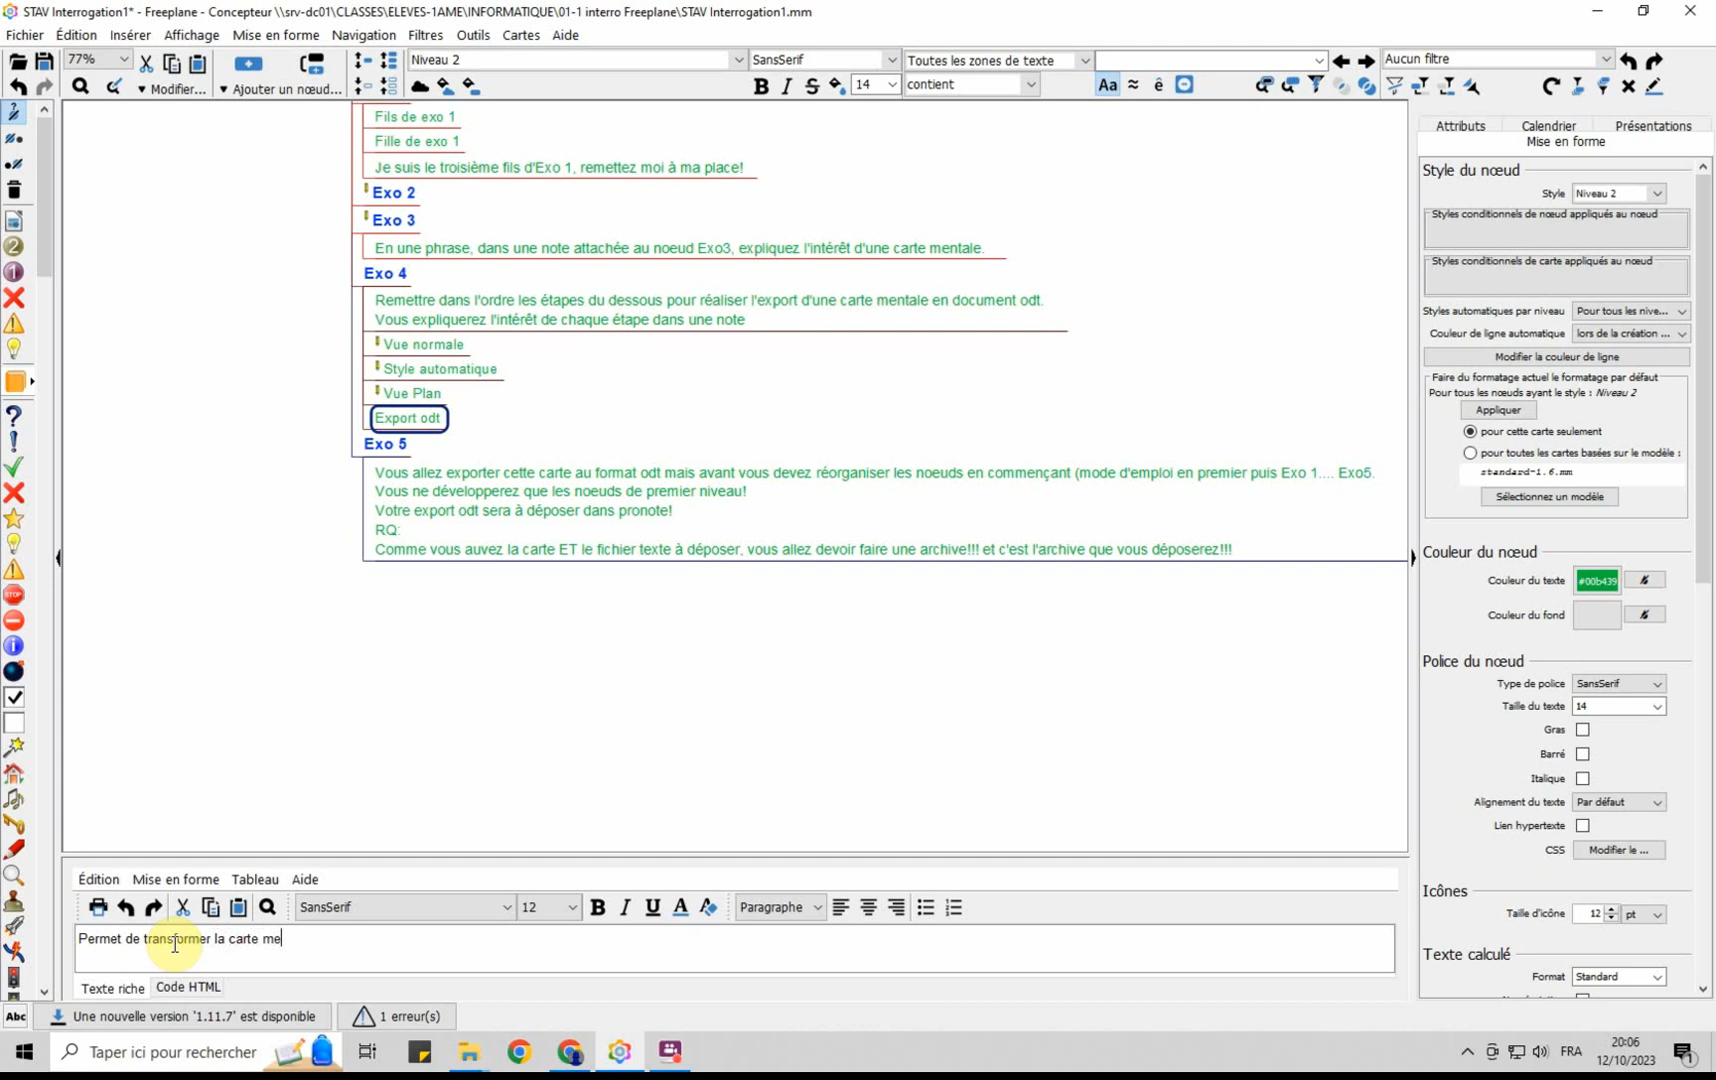 STAV Interrogation1* - Freeplane - Concepteur \\srv-dc01\CLASSES\ELEVES-1AME\INFORMATIQUE\01-1 interro Freeplane\STAV Interrogation1.mm
Fichier Édition Insérer Affichage Mise en forme Navigation Filtres Outils Cartes Aide
77% Niveau 2 SansSerif Toutes les zones de texte Aucun filtre
Modifier... Ajouter un nœud... 14 contient Aa ≈ ê
Attributs Calendrier Présentations
Mise en forme
Fils de exo 1
Fille de exo 1
Je suis le troisième fils d'Exo 1, remettez moi à ma place!
Exo 2
Exo 3
En une phrase, dans une note attachée au noeud Exo3, expliquez l'intérêt d'une carte mentale.
Exo 4
Remettre dans l'ordre les étapes du dessous pour réaliser l'export d'une carte mentale en document odt.
Vous expliquerez l'intérêt de chaque étape dans une note
Vue normale
Style automatique
Vue Plan
Export odt
Exo 5
Vous allez exporter cette carte au format odt mais avant vous devez réorganiser les noeuds en commençant (mode d'emploi en premier puis Exo 1.... Exo5.
Vous ne développerez que les noeuds de premier niveau!
Votre export odt sera à déposer dans pronote!
RQ:
Comme vous auvez la carte ET le fichier texte à déposer, vous allez devoir faire une archive!!! et c'est l'archive que vous déposerez!!!
Style du nœud
Style Niveau 2
Styles conditionnels de nœud appliqués au nœud
Styles conditionnels de carte appliqués au nœud
Styles automatiques par niveau Pour tous les nive...
Couleur de ligne automatique lors de la création ...
Modifier la couleur de ligne
Faire du formatage actuel le formatage par défaut
Pour tous les nœuds ayant le style : Niveau 2
Appliquer
pour cette carte seulement
pour toutes les cartes basées sur le modèle :
standard-1.6.mm
Sélectionnez un modèle
Couleur du nœud
Couleur du texte #00b439
Couleur du fond
Police du nœud
Type de police SansSerif
Taille du texte 14
Gras
Barré
Italique
Alignement du texte Par défaut
Lien hypertexte
CSS Modifier le ...
Icônes
Taille d'icône 12 pt
Texte calculé
Format Standard
Édition Mise en forme Tableau Aide
SansSerif 12 B I U A Paragraphe
Permet de transformer la carte me
Texte riche Code HTML
Abc Une nouvelle version '1.11.7' est disponible 1 erreur(s)
Taper ici pour rechercher FRA 20:06
12/10/2023